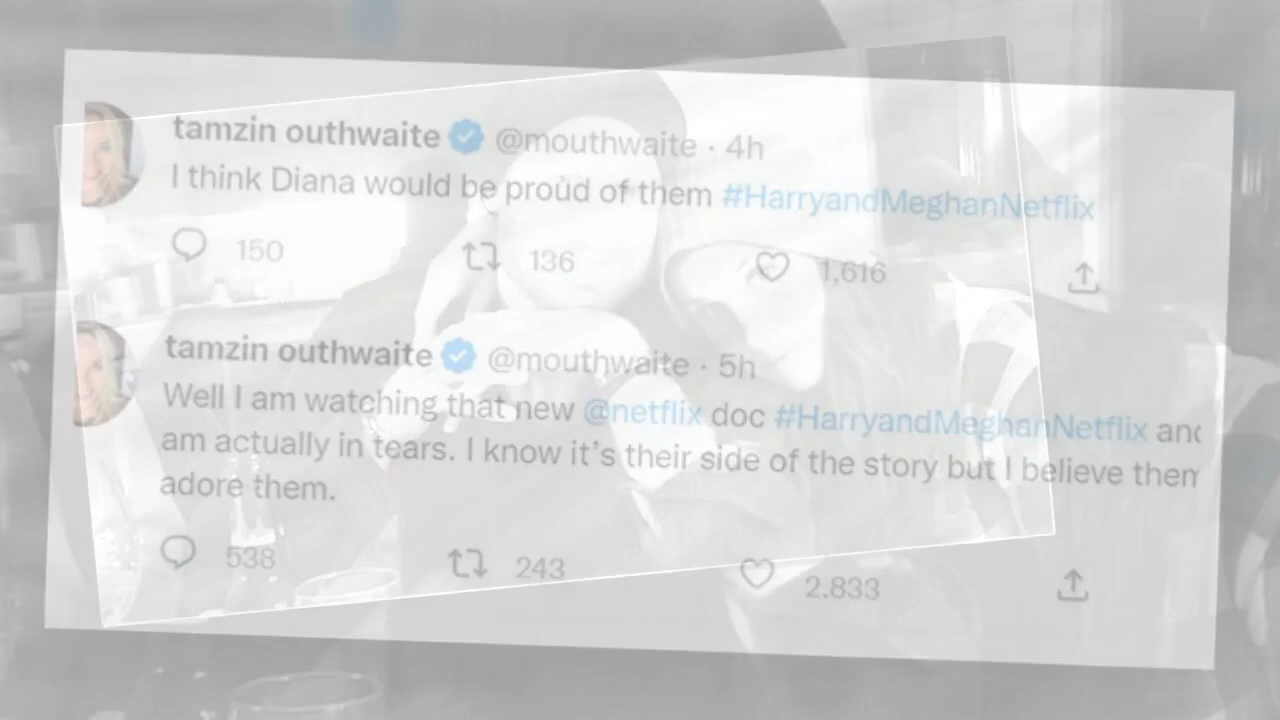 tamzin outhwaite @mouthwaite · 4h
I think Diana would be proud of them #HarryandMeghanNetflix
150 136 1,616
tamzin outhwaite @mouthwaite · 5h
Well I am watching that new @netflix doc #HarryandMeghanNetflix and
am actually in tears. I know it's their side of the story but I believe them
adore them.
538 243 2,833